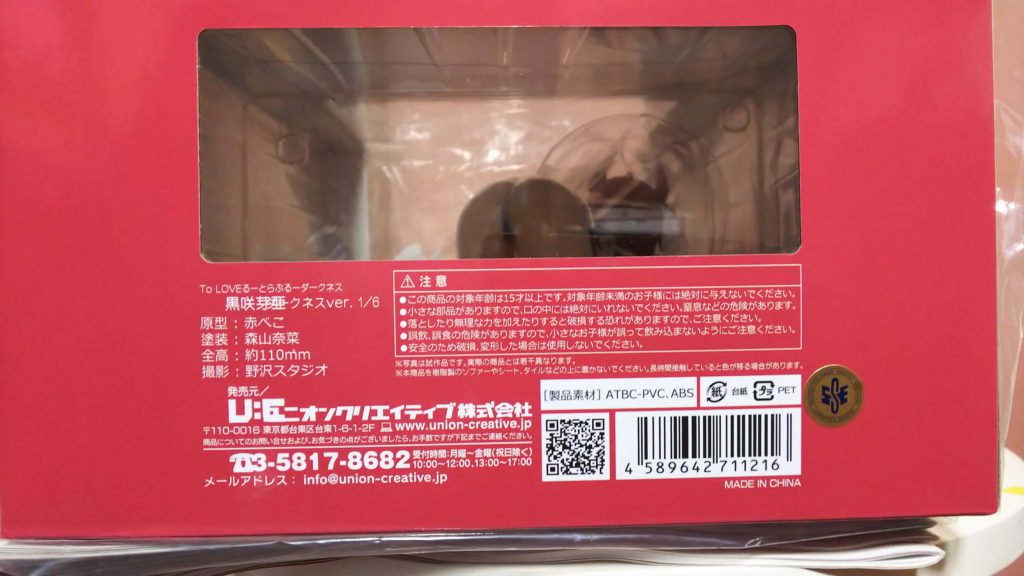 To LOVEるーとらぶるーダークネス
黒咲芽亜クネスver. 1/6
原型：赤べこ
塗装：森山奈菜
全高：約110mm
撮影：野沢スタジオ
発売元／
ユニオンクリエイティブ株式会社
〒110-0016 東京都台東区台東1-6-1-2F www.union-creative.jp
商品についてのお問い合せおよび、お気づきの点がございましたら、お手数ですが下記までご連絡ください。
03-5817-8682 受付時間:月曜～金曜(祝日除く)
10:00～12:00、13:00～17:00
メールアドレス： info@union-creative.jp
注意
●この商品の対象年齢は15才以上です。対象年齢未満のお子様には絶対に与えないでください。
●小さな部品がありますので、口の中には絶対にいれないでください。窒息などの危険があります。
●落としたり無理な力を加えたりすると破損する恐れがありますので、ご注意ください。
●誤飲、誤食の危険がありますので、小さなお子様が誤って飲み込まないようにご注意ください。
●安全のため破損、変形した場合は使用しないでください。
※写真は試作品です。実際の商品とは若干異なります。
※本商品を樹脂製のソファーやシート、タイルなどの上に置かないでください。長時間接触していると色が移る場合があります。
[製品素材] ATBC-PVC、ABS
紙 台紙 プラ PET
4 589642 711216
MADE IN CHINA